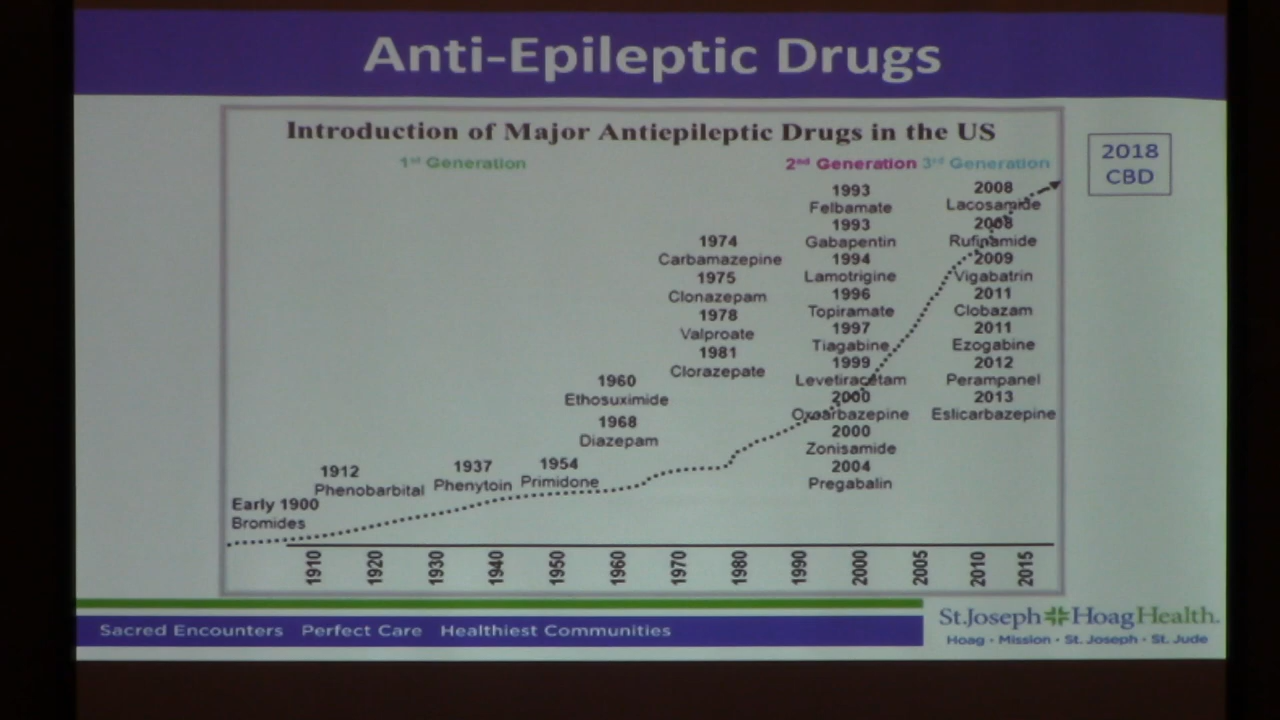 Anti-Epileptic Drugs
Introduction of Major Antiepileptic Drugs in the US
1st Generation
2nd Generation
3rd Generation
2018
CBD
Early 1900
Bromides
1912
Phenobarbital
1937
Phenytoin
1954
Primidone
1960
Ethosuximide
1968
Diazepam
1974
Carbamazepine
1975
Clonazepam
1978
Valproate
1981
Clorazepate
1993
Felbamate
1993
Gabapentin
1994
Lamotrigine
1996
Topiramate
1997
Tiagabine
1999
Levetiracetam
2000
Oxcarbazepine
2000
Zonisamide
2004
Pregabalin
2008
Lacosamide
2008
Rufinamide
2009
Vigabatrin
2011
Clobazam
2011
Ezogabine
2012
Perampanel
2013
Eslicarbazepine
1910
1920
1930
1940
1950
1960
1970
1980
1990
2000
2005
2010
2015
Sacred Encounters Perfect Care Healthiest Communities
St.Joseph HoagHealth.
Hoag · Mission · St. Joseph · St. Jude